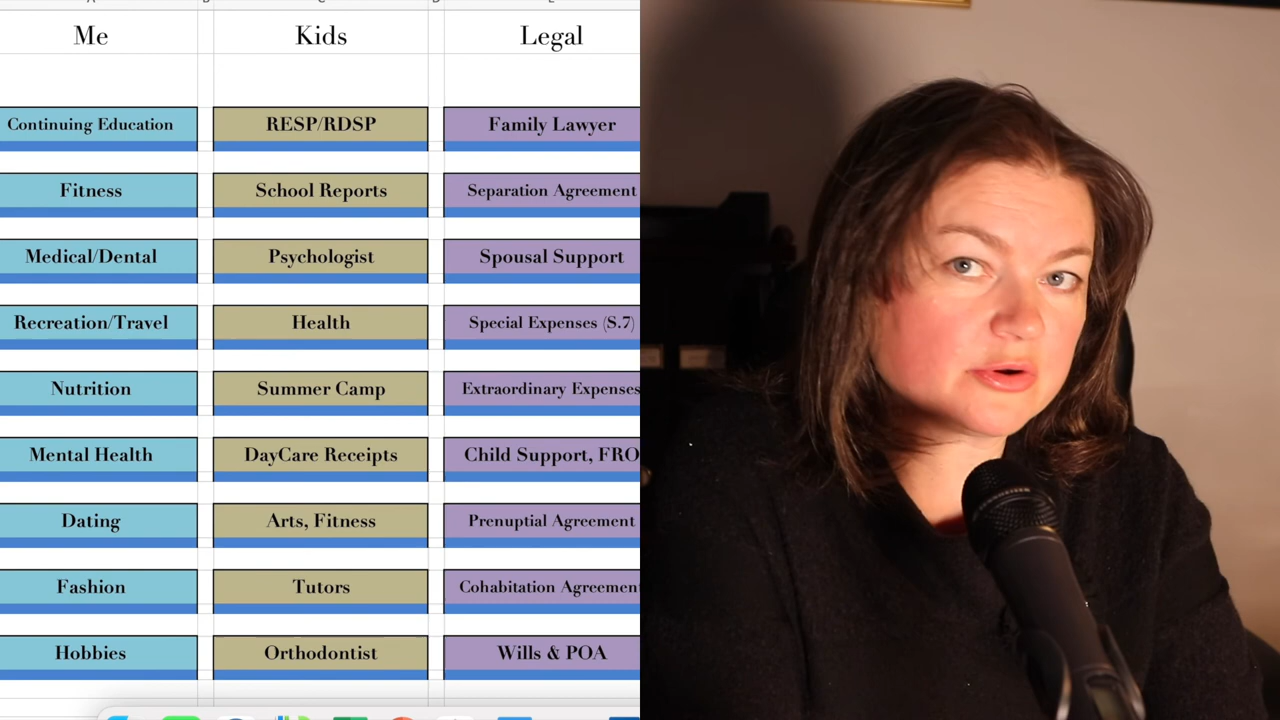 Me Kids Legal
Continuing Education RESP/RDSP Family Lawyer
Fitness School Reports Separation Agreement
Medical/Dental Psychologist Spousal Support
Recreation/Travel Health Special Expenses (S.7)
Nutrition Summer Camp Extraordinary Expenses
Mental Health DayCare Receipts Child Support, FRO
Dating Arts, Fitness Prenuptial Agreement
Fashion Tutors Cohabitation Agreement
Hobbies Orthodontist Wills & POA